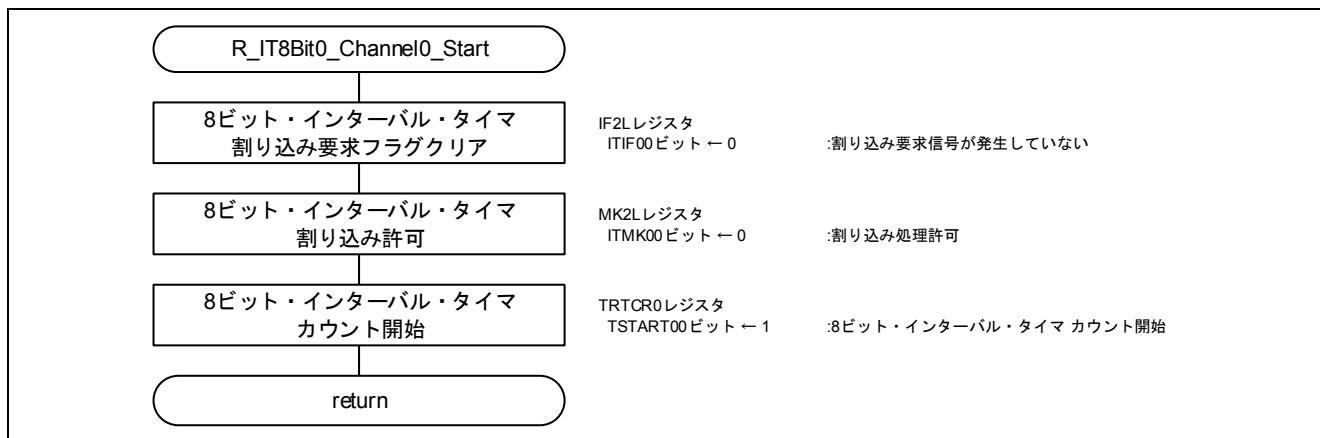 R_IT8Bit0_Channel0_Start
8ビット・インターバル・タイマ
割り込み要求フラグクリア
IF2Lレジスタ
ITIF00ビット ← 0 :割り込み要求信号が発生していない
8ビット・インターバル・タイマ
割り込み許可
MK2Lレジスタ
ITMK00ビット ← 0 :割り込み処理許可
8ビット・インターバル・タイマ
カウント開始
TRTCR0レジスタ
TSTART00ビット ← 1 :8ビット・インターバル・タイマ カウント開始
return